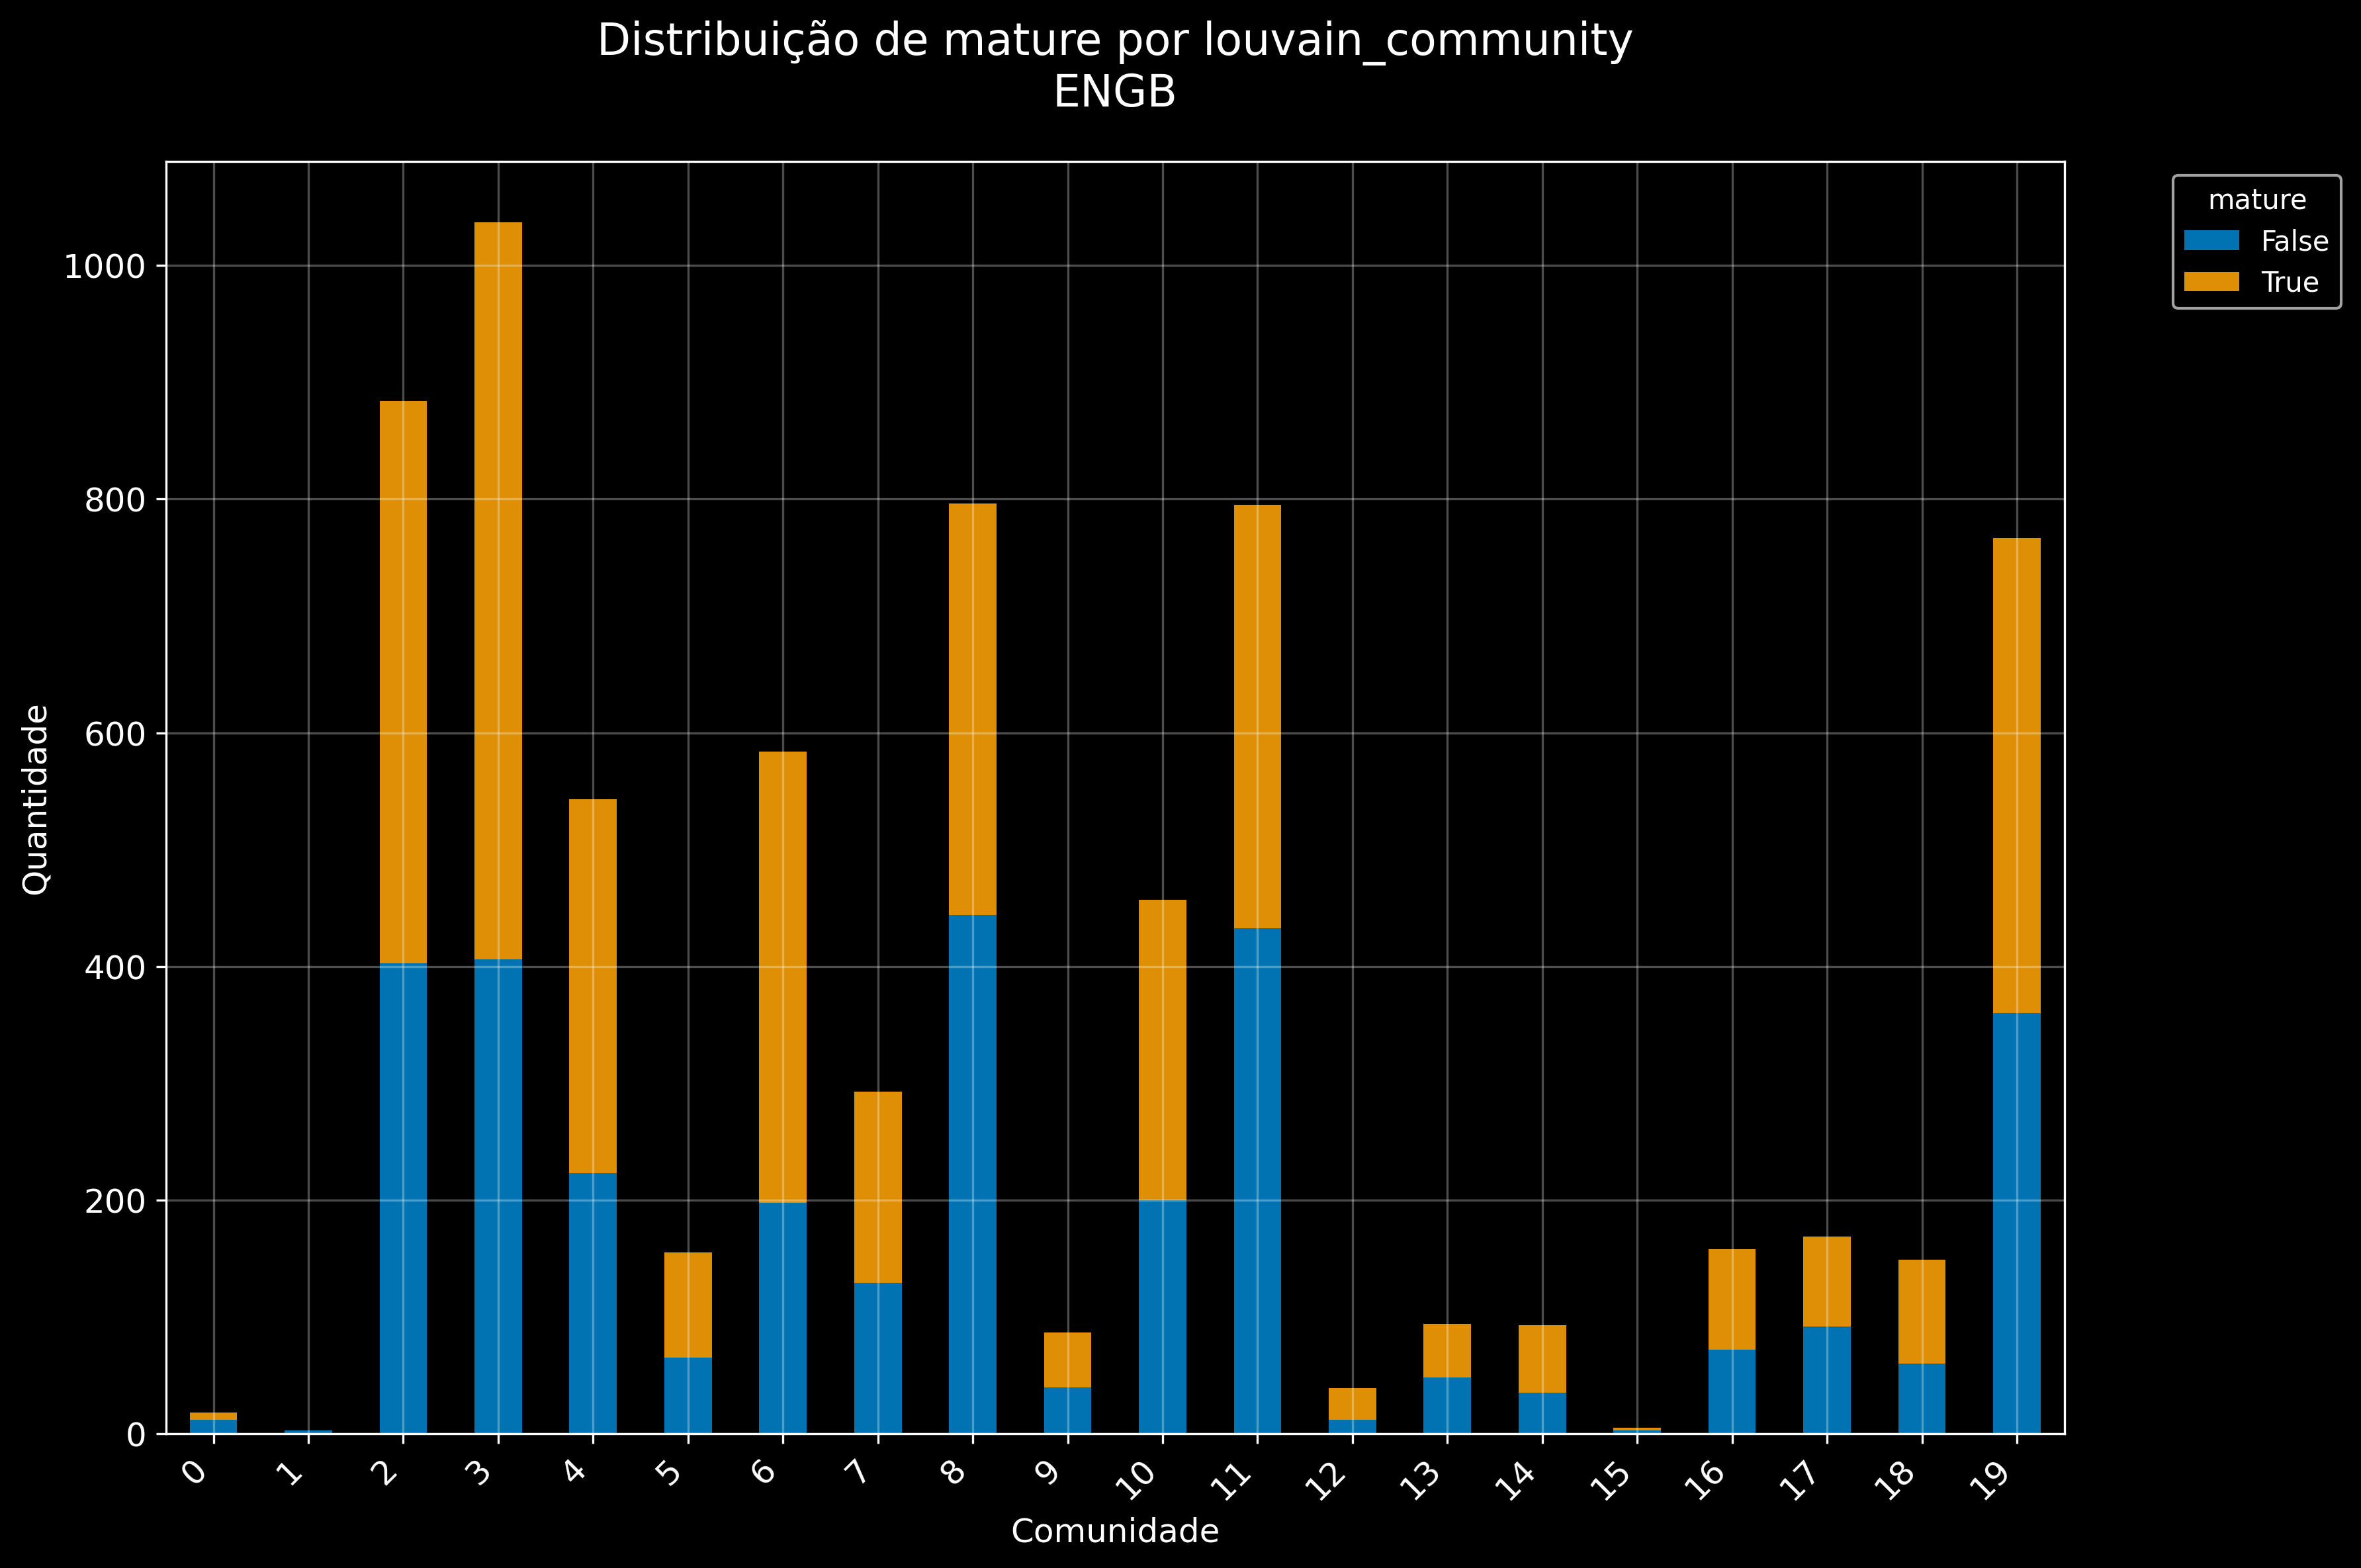 Distribuição de mature por louvain_community
ENGB
mature
False
True
1000
800
600
400
200
0
Quantidade
0 1 2 3 4 5 6 7 8 9 10 11 12 13 14 15 16 17 18 19
Comunidade